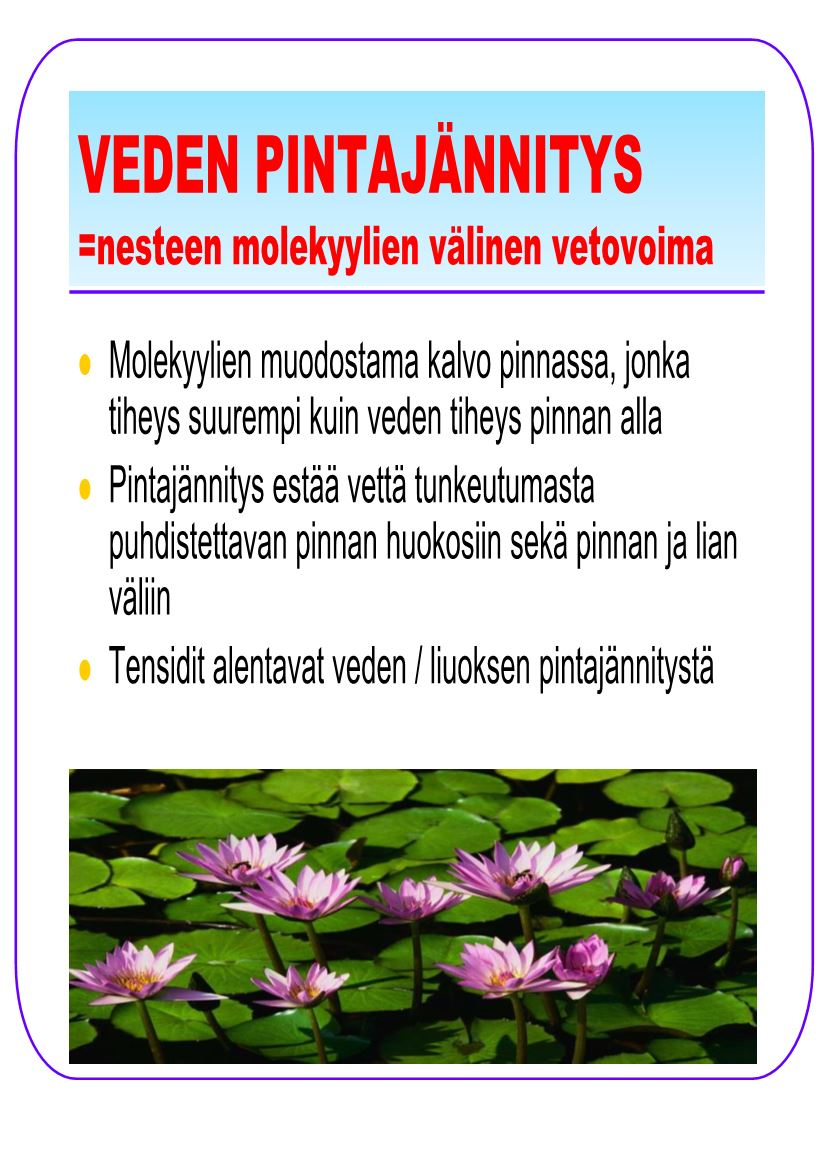 VEDEN PINTAJÄNNITYS
=nesteen molekyylien välinen vetovoima
• Molekyylien muodostama kalvo pinnassa, jonka
tiheys suurempi kuin veden tiheys pinnan alla
• Pintajännitys estää vettä tunkeutumasta
puhdistettavan pinnan huokosiin sekä pinnan ja lian
väliin
• Tensidit alentavat veden / liuoksen pintajännitystä